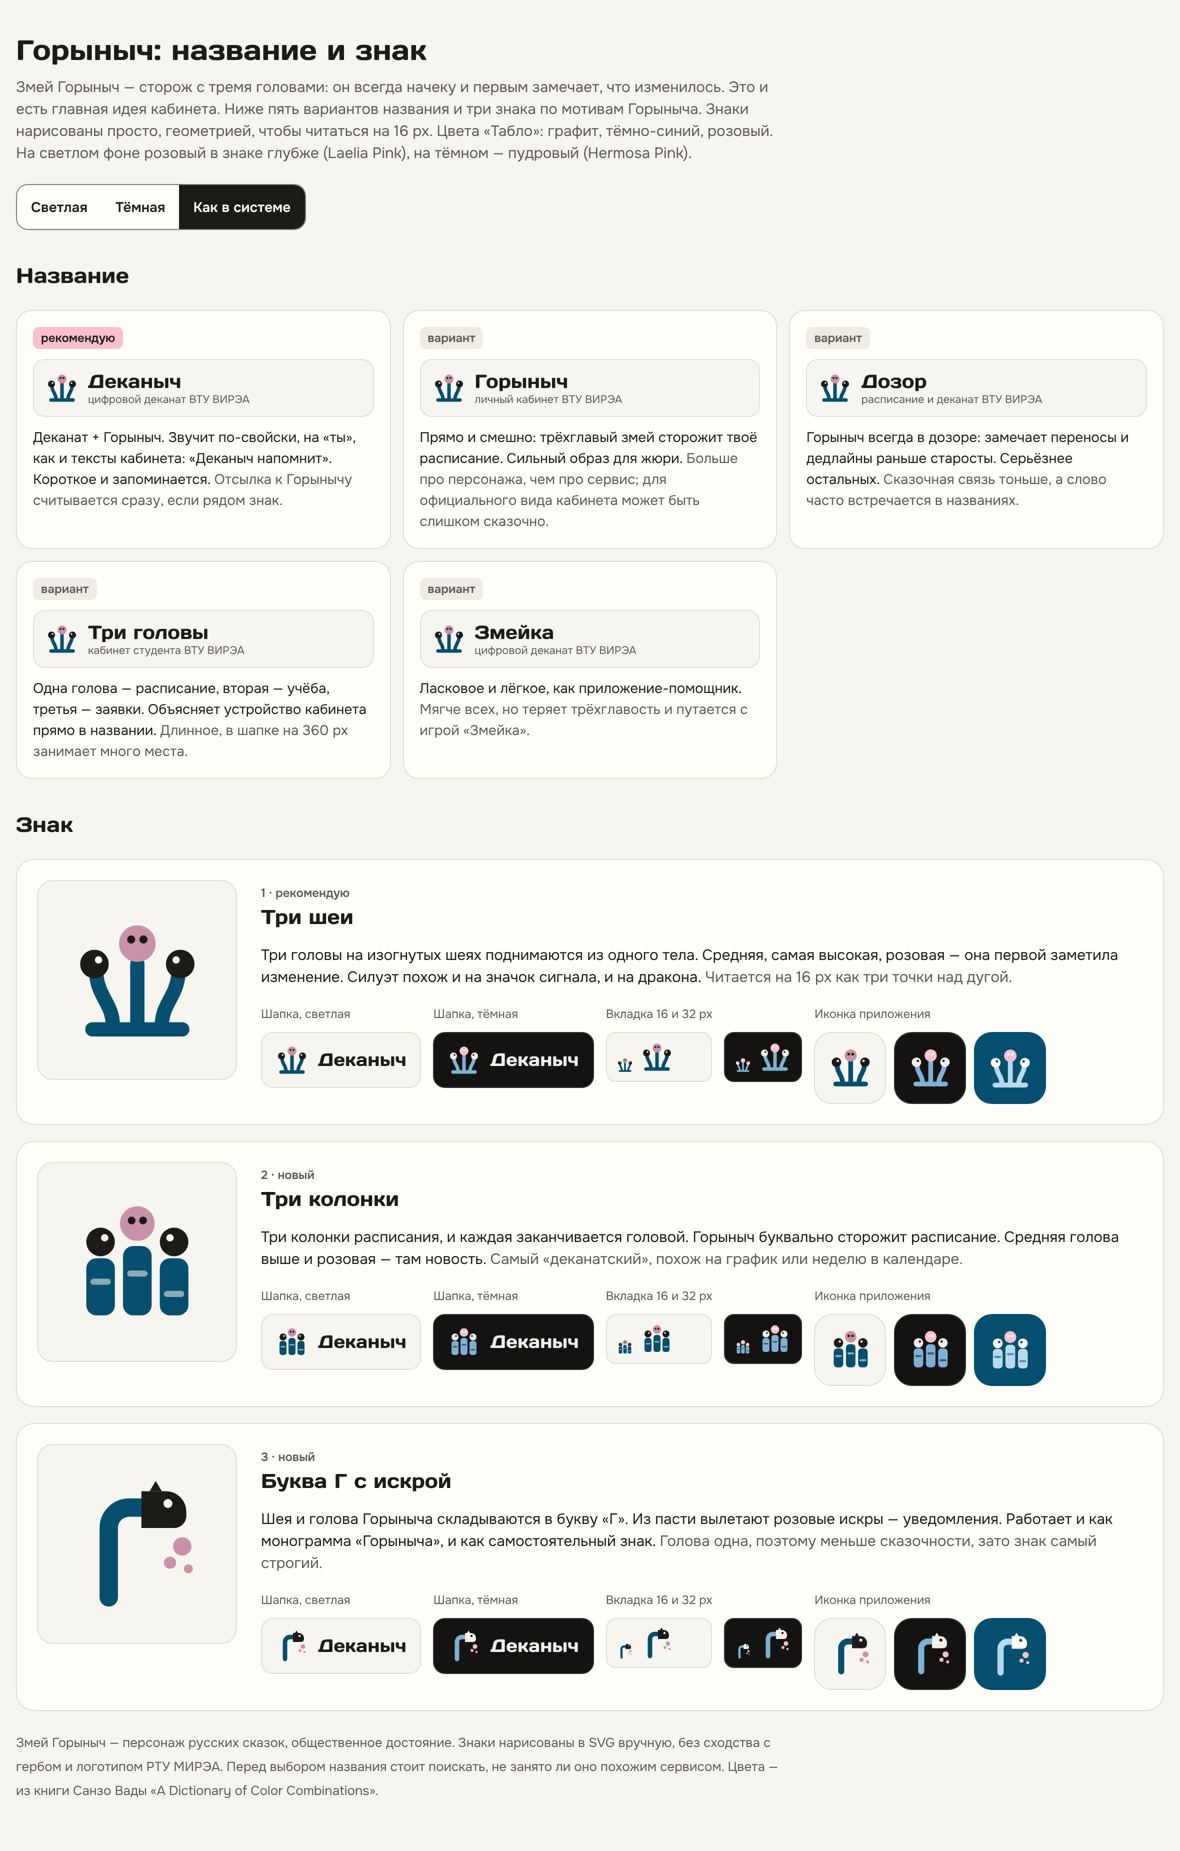 Горыныч: название и знак
Змей Горыныч — сторож с тремя головами: он всегда начеку и первым замечает, что изменилось. Это и
есть главная идея кабинета. Ниже пять вариантов названия и три знака по мотивам Горыныча. Знаки
нарисованы просто, геометрией, чтобы читаться на 16 px. Цвета «Табло»: графит, тёмно-синий, розовый.
На светлом фоне розовый в знаке глубже (Laelia Pink), на тёмном — пудровый (Hermosa Pink).
Светлая Тёмная Как в системе
Название
рекомендую
Деканыч
цифровой деканат ВТУ ВИРЭА
Деканат + Горыныч. Звучит по-свойски, на «ты»,
как и тексты кабинета: «Деканыч напомнит».
Короткое и запоминается. Отсылка к Горынычу
считывается сразу, если рядом знак.
вариант
Горыныч
личный кабинет ВТУ ВИРЭА
Прямо и смешно: трёхглавый змей сторожит твоё
расписание. Сильный образ для жюри. Больше
про персонажа, чем про сервис; для
официального вида кабинета может быть
слишком сказочно.
вариант
Дозор
расписание и деканат ВТУ ВИРЭА
Горыныч всегда в дозоре: замечает переносы и
дедлайны раньше старосты. Серьёзнее
остальных. Сказочная связь тоньше, а слово
часто встречается в названиях.
вариант
Три головы
кабинет студента ВТУ ВИРЭА
Одна голова — расписание, вторая — учёба,
третья — заявки. Объясняет устройство кабинета
прямо в названии. Длинное, в шапке на 360 px
занимает много места.
вариант
Змейка
цифровой деканат ВТУ ВИРЭА
Ласковое и лёгкое, как приложение-помощник.
Мягче всех, но теряет трёхглавость и путается с
игрой «Змейка».
Знак
1 · рекомендую
Три шеи
Три головы на изогнутых шеях поднимаются из одного тела. Средняя, самая высокая, розовая — она первой заметила
изменение. Силуэт похож и на значок сигнала, и на дракона. Читается на 16 px как три точки над дугой.
Шапка, светлая Шапка, тёмная Вкладка 16 и 32 px Иконка приложения
Деканыч Деканыч
2 · новый
Три колонки
Три колонки расписания, и каждая заканчивается головой. Горыныч буквально сторожит расписание. Средняя голова
выше и розовая — там новость. Самый «деканатский», похож на график или неделю в календаре.
Шапка, светлая Шапка, тёмная Вкладка 16 и 32 px Иконка приложения
Деканыч Деканыч
3 · новый
Буква Г с искрой
Шея и голова Горыныча складываются в букву «Г». Из пасти вылетают розовые искры — уведомления. Работает и как
монограмма «Горыныча», и как самостоятельный знак. Голова одна, поэтому меньше сказочности, зато знак самый
строгий.
Шапка, светлая Шапка, тёмная Вкладка 16 и 32 px Иконка приложения
Деканыч Деканыч
Змей Горыныч — персонаж русских сказок, общественное достояние. Знаки нарисованы в SVG вручную, без сходства с
гербом и логотипом РТУ МИРЭА. Перед выбором названия стоит поискать, не занято ли оно похожим сервисом. Цвета —
из книги Санзо Вады «A Dictionary of Color Combinations».